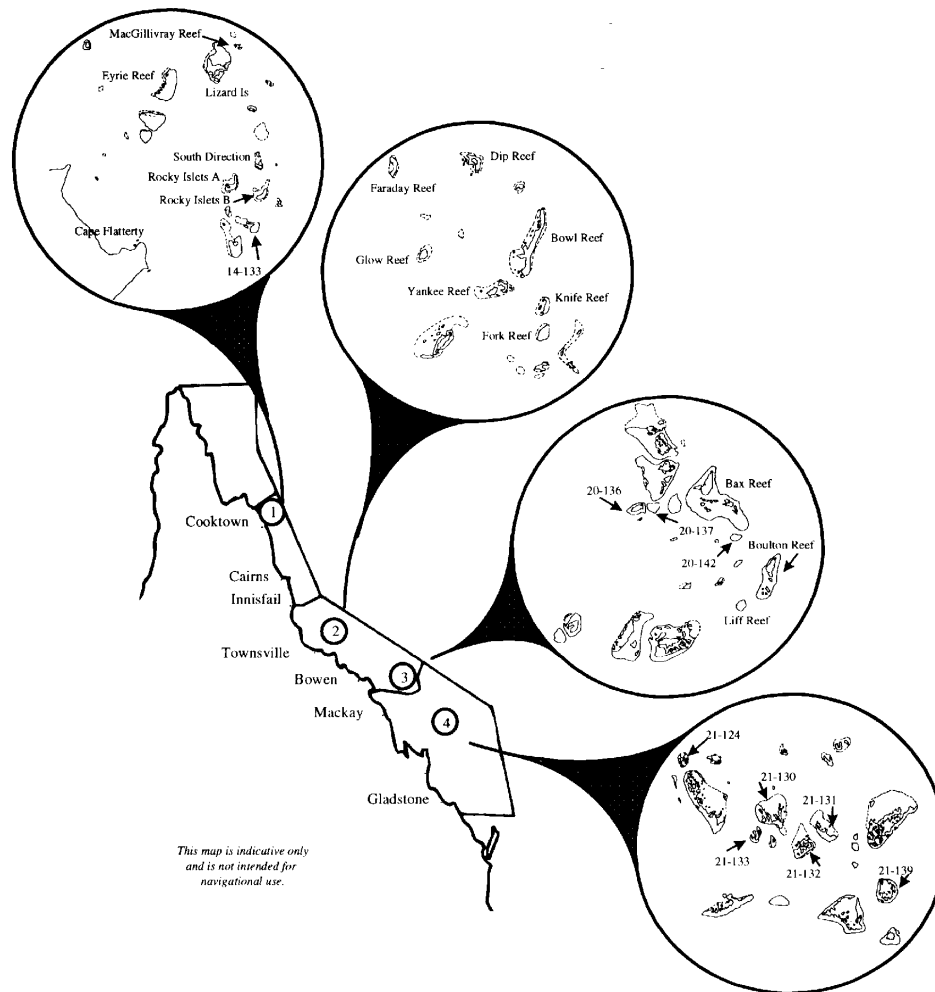 MacGillivray Reef
Eyrie Reef
Lizard Is
South Direction
Rocky Islets A
Rocky Islets B
Cape Flatterty
14-133
Dip Reef
Faraday Reef
Bowl Reef
Glow Reef
Yankee Reef
Knife Reef
Fork Reef
20-136
Bax Reef
20-137
20-142
Boulton Reef
Liff Reef
Cooktown
1
Cairns
Innisfail
2
Townsville
3
Bowen
Mackay
4
Gladstone
21-124
21-130
21-131
21-133
21-132
21-139
This map is indicative only
and is not intended for
navigational use.